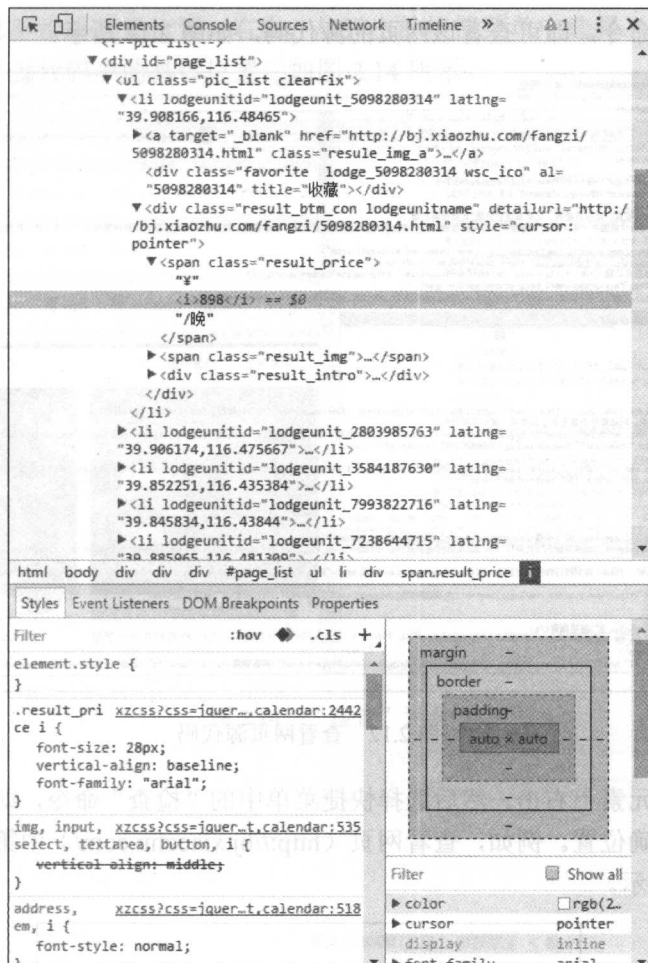 Elements Console Sources Network Timeline » 1 ⋮ ×
<!--pic list-->
▼<div id="page_list">
▼<ul class="pic_list clearfix">
▼<li lodgeunitid="lodgeunit_5098280314" latlng=
"39.908166,116.48465">
▶<a target="_blank" href="http://bj.xiaozhu.com/fangzi/
5098280314.html" class="resule_img_a">…</a>
<div class="favorite lodge_5098280314 wsc_ico" al=
"5098280314" title="收藏"></div>
▼<div class="result_btm_con lodgeunitname" detailurl="http:/
/bj.xiaozhu.com/fangzi/5098280314.html" style="cursor:
pointer">
▼<span class="result_price">
"¥"
… <i>898</i> == $0
"/晚"
</span>
▶<span class="result_img">…</span>
▶<div class="result_intro">…</div>
</div>
</li>
▶<li lodgeunitid="lodgeunit_2803985763" latlng=
"39.906174,116.475667">…</li>
▶<li lodgeunitid="lodgeunit_3584187630" latlng=
"39.852251,116.435384">…</li>
▶<li lodgeunitid="lodgeunit_7993822716" latlng=
"39.845834,116.43844">…</li>
▶<li lodgeunitid="lodgeunit_7238644715" latlng=
"39.885965,116.481309">…</li>
html body div div div #page_list ul li div span.result_price i
Styles Event Listeners DOM Breakpoints Properties
Filter :hov .cls +
element.style {
}
.result_pri xzcss?css=jquer….calendar:2442
ce i {
font-size: 28px;
vertical-align: baseline;
font-family: "arial";
}
img, input, xzcss?css=jquer…t,calendar:535
select, textarea, button, i {
vertical-align: middle;
}
address, xzcss?css=jquer…t,calendar:518
em, i {
font-style: normal;
}
margin –
border –
padding–
auto × auto
–
Filter Show all
▶ color rgb(2…
▶ cursor pointer
display inline
▶ font-family arial